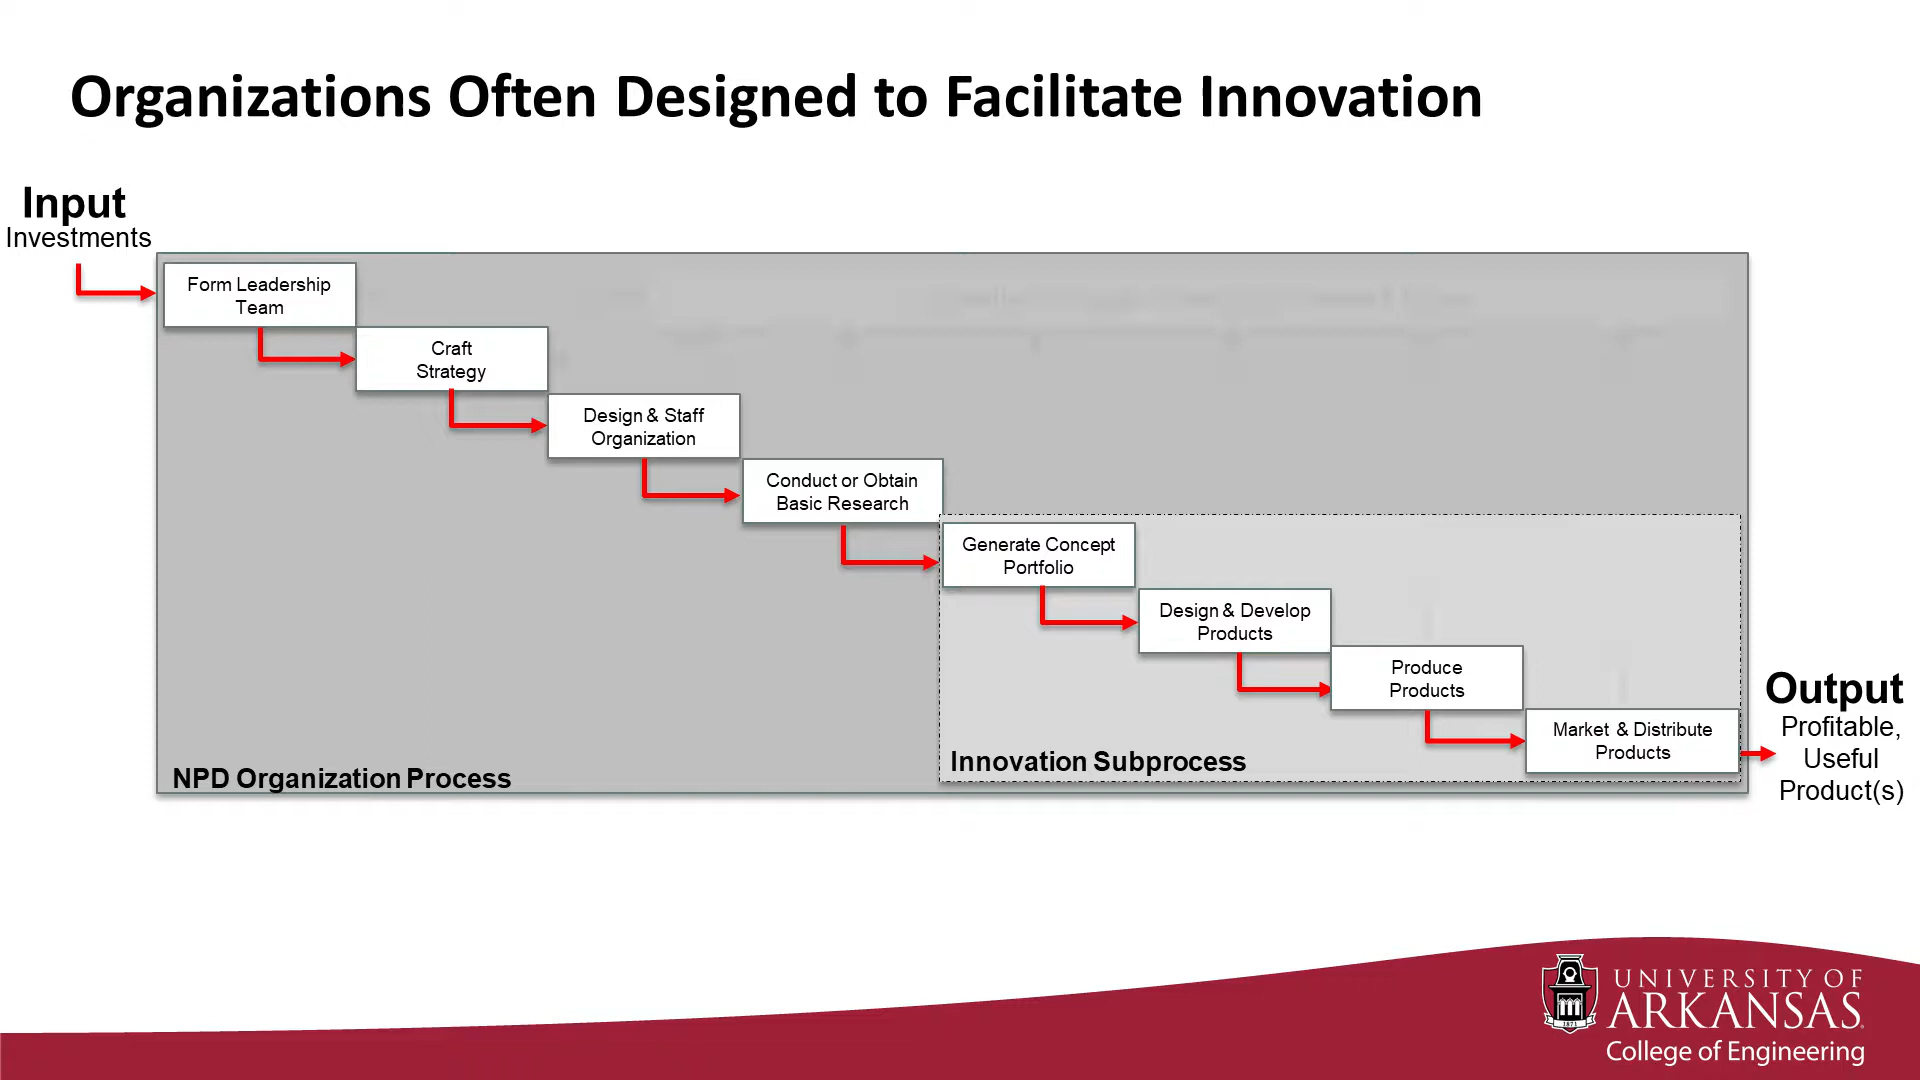 Organizations Often Designed to Facilitate Innovation
Input
Investments
Form Leadership
Team
Craft
Strategy
Design & Staff
Organization
Conduct or Obtain
Basic Research
Generate Concept
Portfolio
Design & Develop
Products
Produce
Products
Market & Distribute
Products
Innovation Subprocess
NPD Organization Process
Output
Profitable,
Useful
Product(s)
1871
UNIVERSITY OF
ARKANSAS
College of Engineering